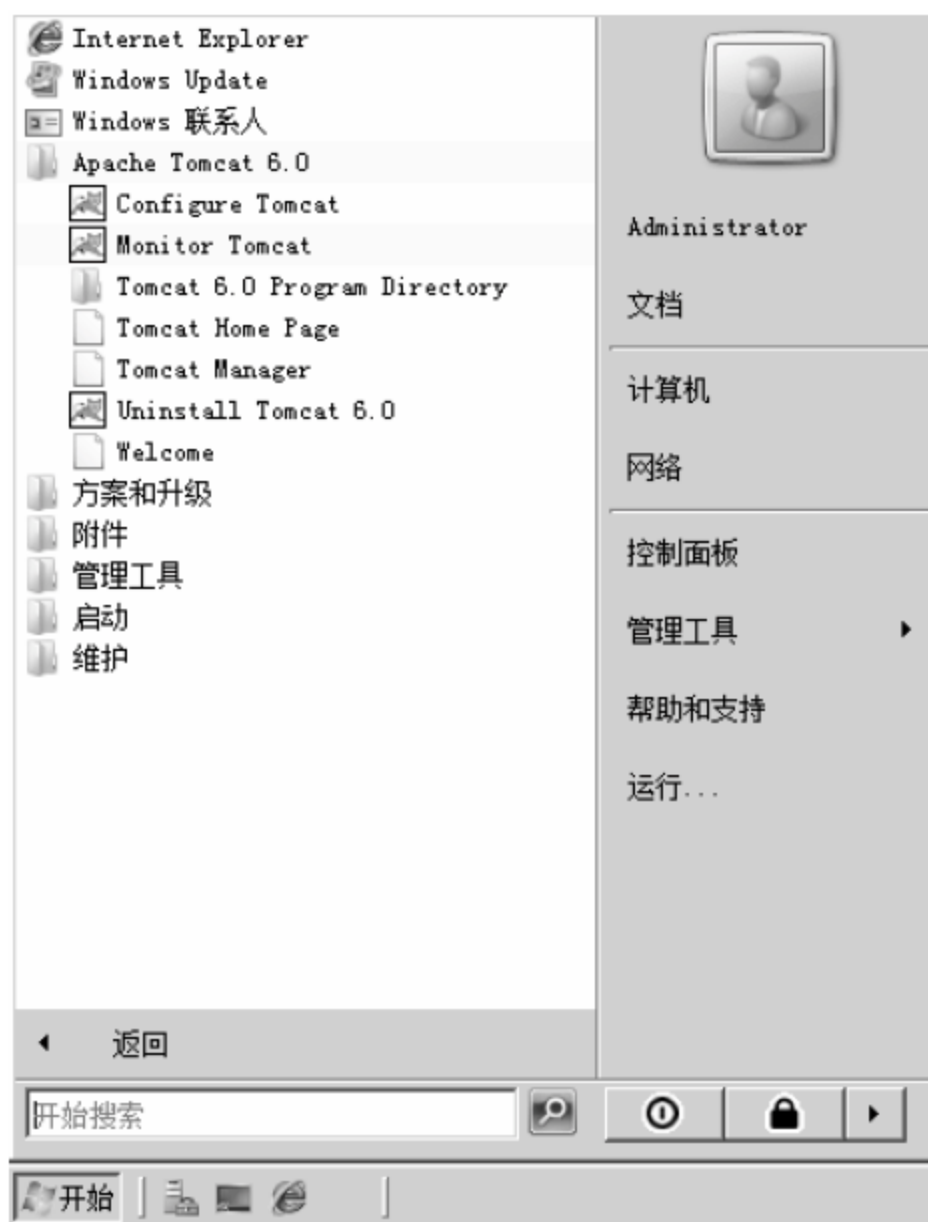 Internet Explorer
Windows Update
Windows 联系人
Apache Tomcat 6.0
Configure Tomcat
Monitor Tomcat
Tomcat 6.0 Program Directory
Tomcat Home Page
Tomcat Manager
Uninstall Tomcat 6.0
Welcome
方案和升级
附件
管理工具
启动
维护
返回
开始搜索
Administrator
文档
计算机
网络
控制面板
管理工具
帮助和支持
运行...
开始